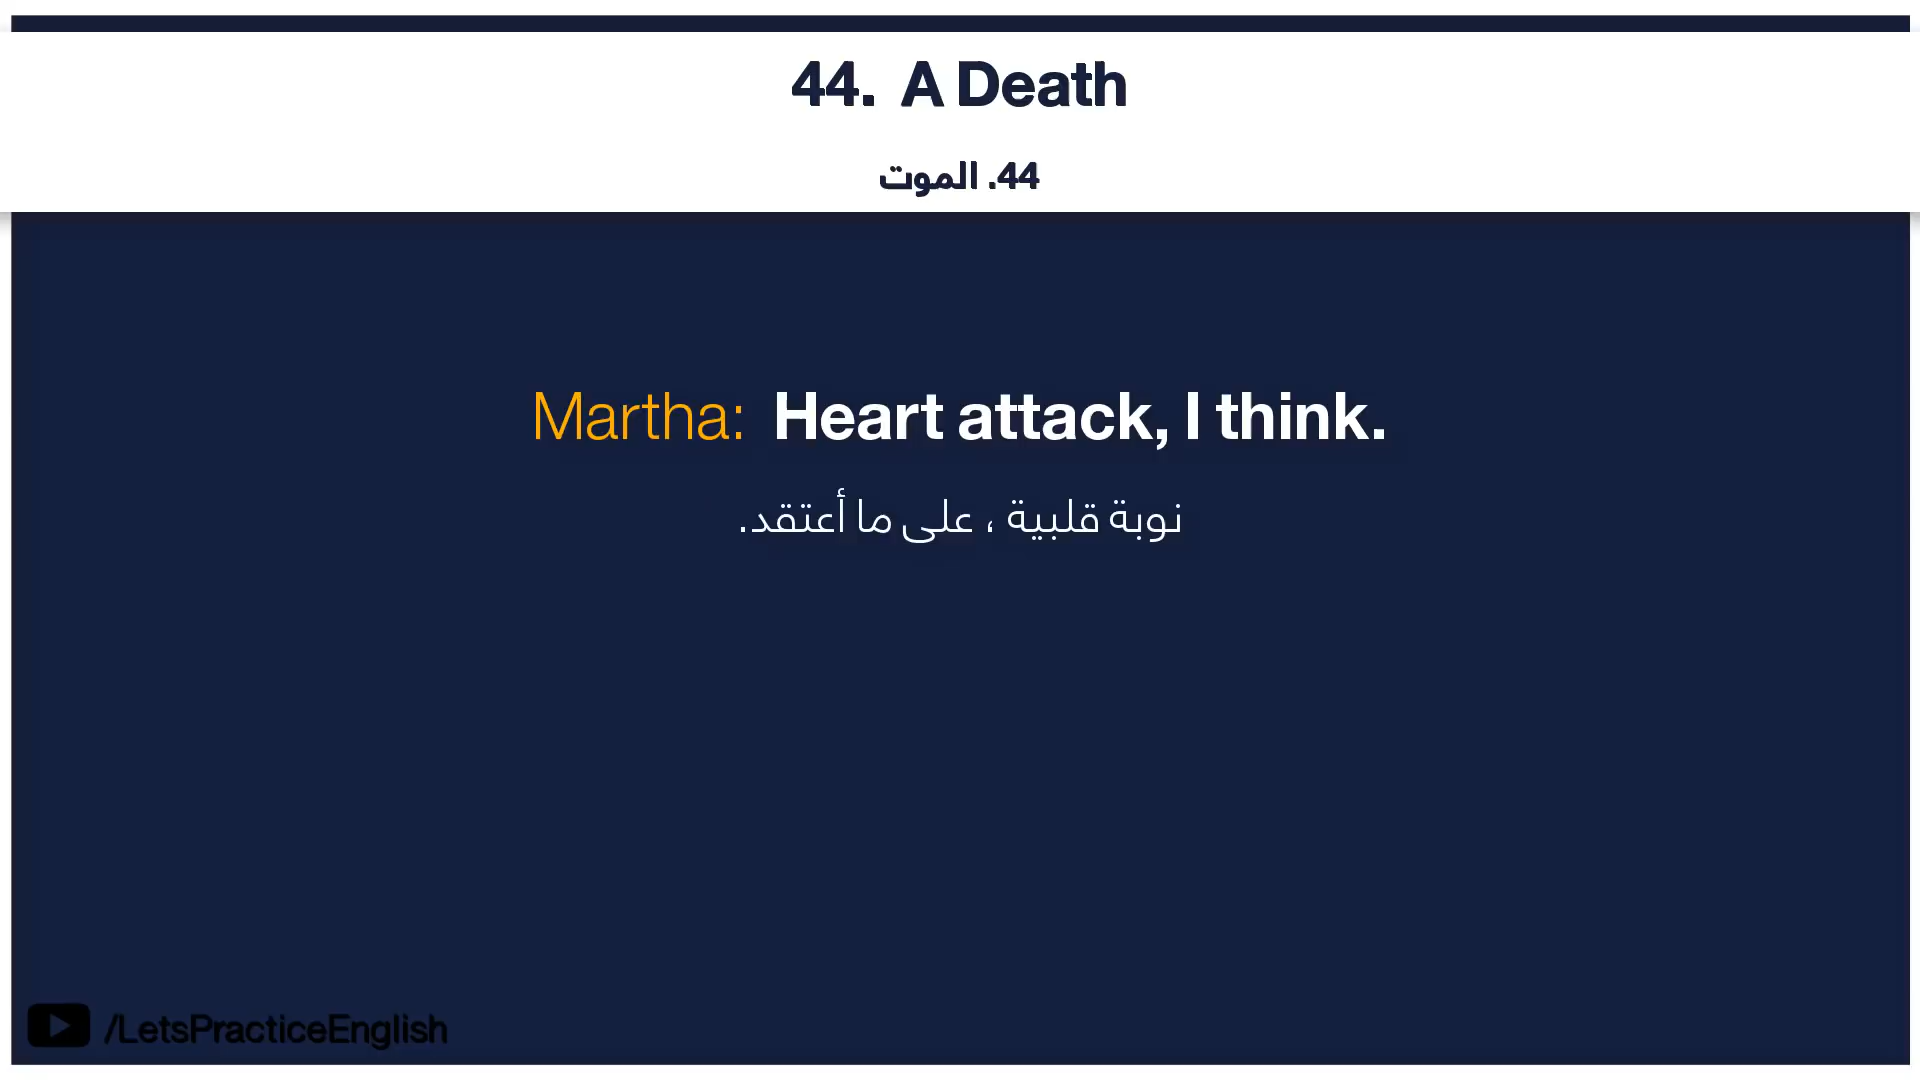 44. A Death
44. الموت
Martha: Heart attack, I think.
نوبة قلبية ، على ما أعتقد.
/LetsPracticeEnglish